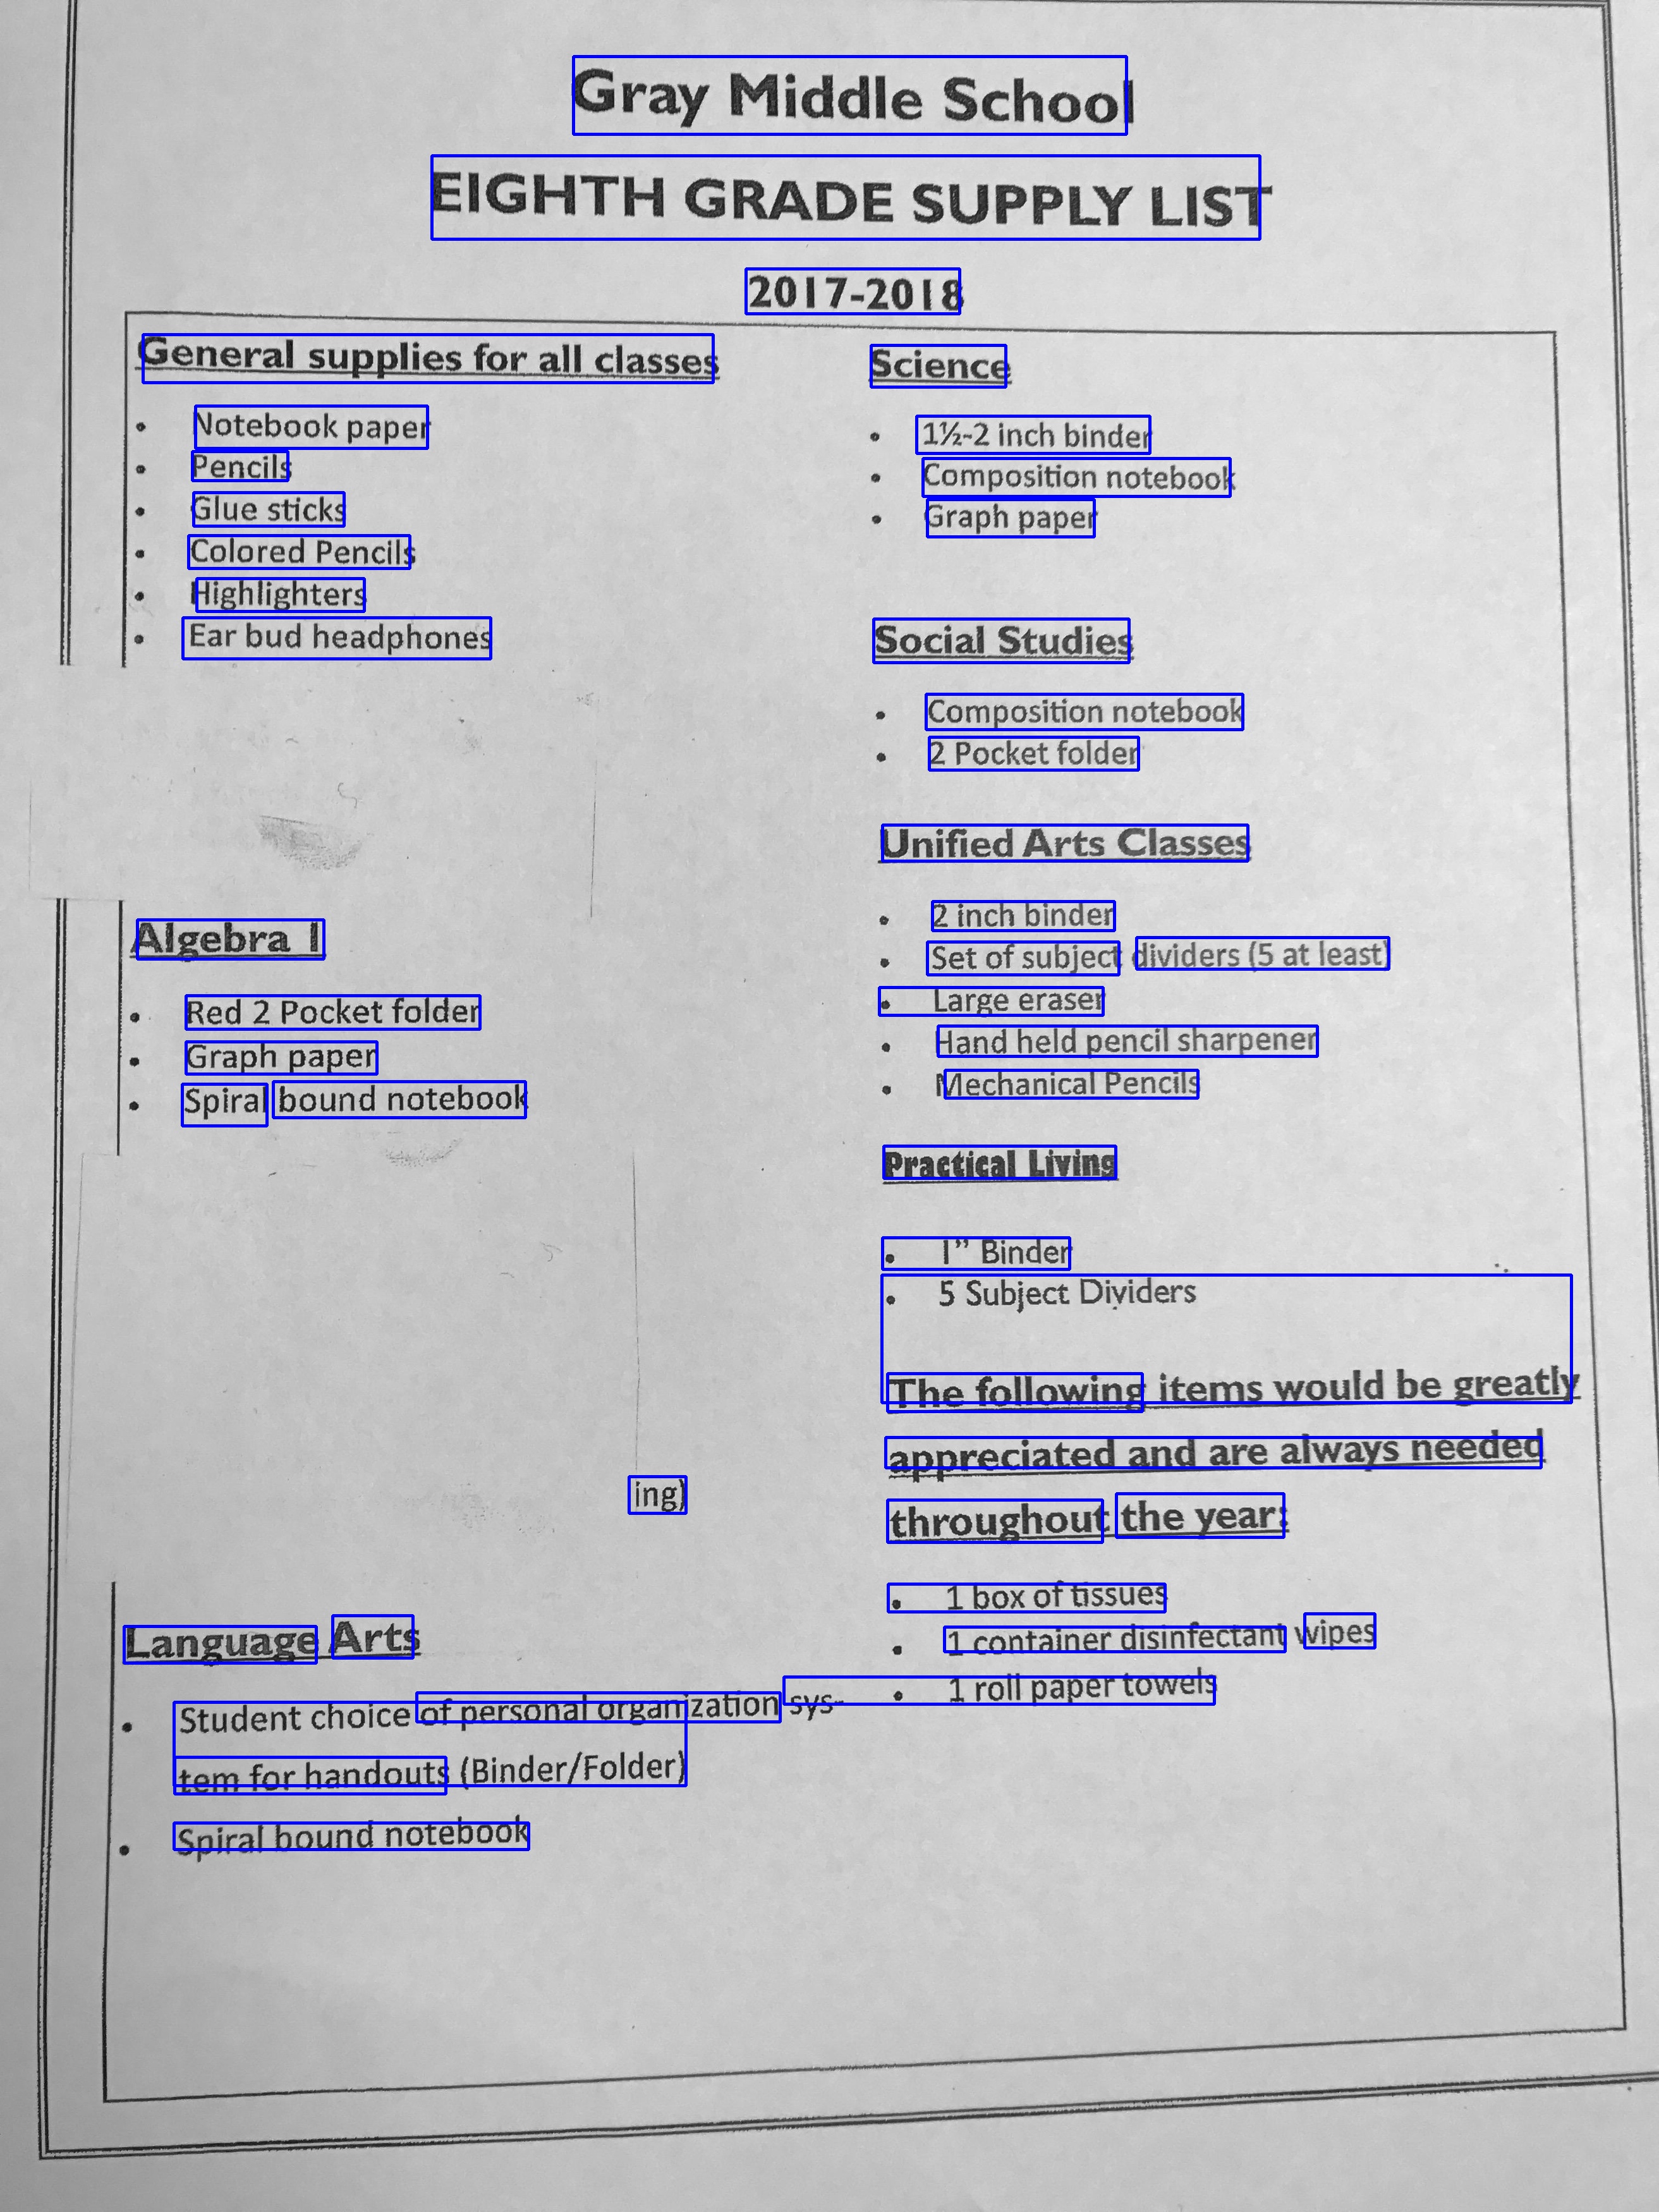 Gray Middle School
EIGHTH GRADE SUPPLY LIST
2017-2018
General supplies for all classes
• Notebook paper
• Pencils
• Glue sticks
• Colored Pencils
• Highlighters
• Ear bud headphones
Algebra I
• Red 2 Pocket folder
• Graph paper
• Spiral bound notebook
ing)
Language Arts
• Student choice of personal organization sys-
tem for handouts (Binder/Folder)
• Spiral bound notebook
Science
• 1½-2 inch binder
• Composition notebook
• Graph paper
Social Studies
• Composition notebook
• 2 Pocket folder
Unified Arts Classes
• 2 inch binder
• Set of subject dividers (5 at least)
• Large eraser
• Hand held pencil sharpener
• Mechanical Pencils
Practical Living
• 1” Binder
• 5 Subject Dividers
The following items would be greatly
appreciated and are always needed
throughout the year:
• 1 box of tissues
• 1 container disinfectant wipes
• 1 roll paper towels